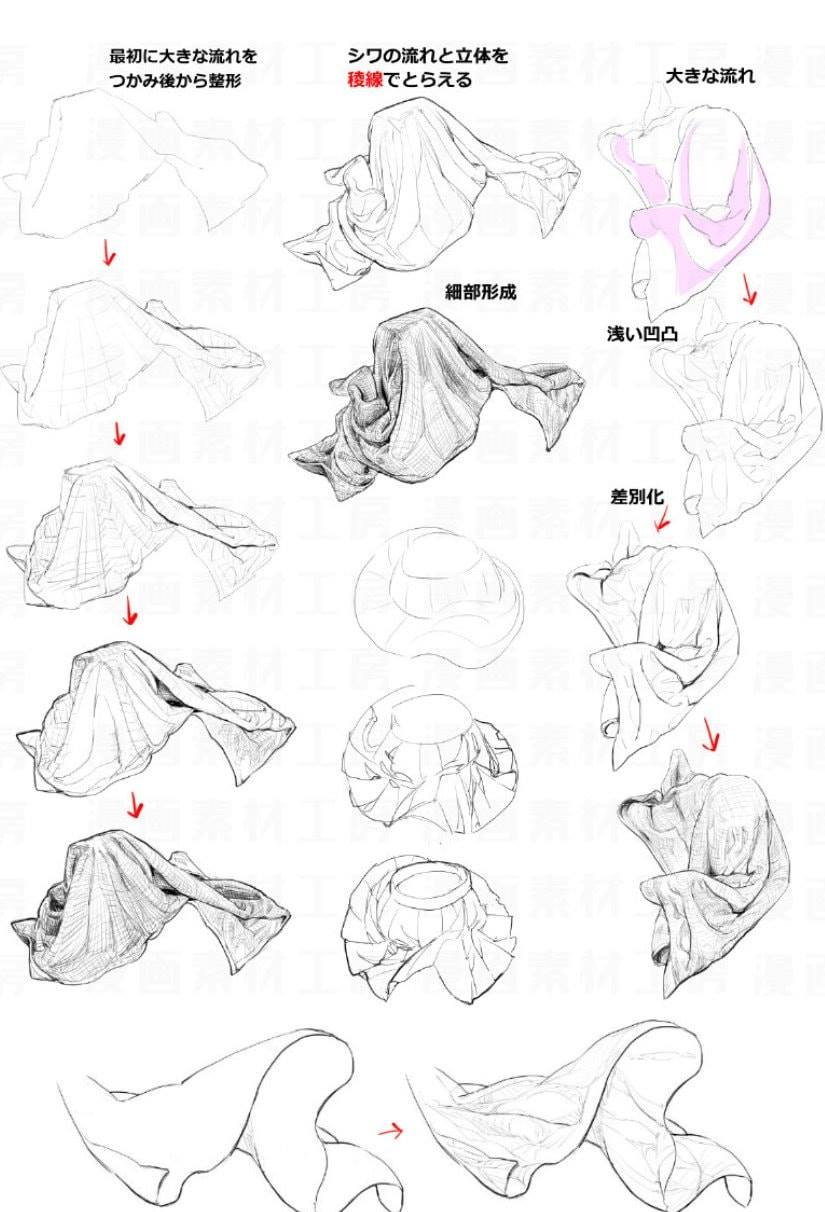 最初に大きな流れを
つかみ後から整形
シワの流れと立体を
稜線でとらえる
大きな流れ
細部形成
浅い凹凸
差別化
漫画素材工房